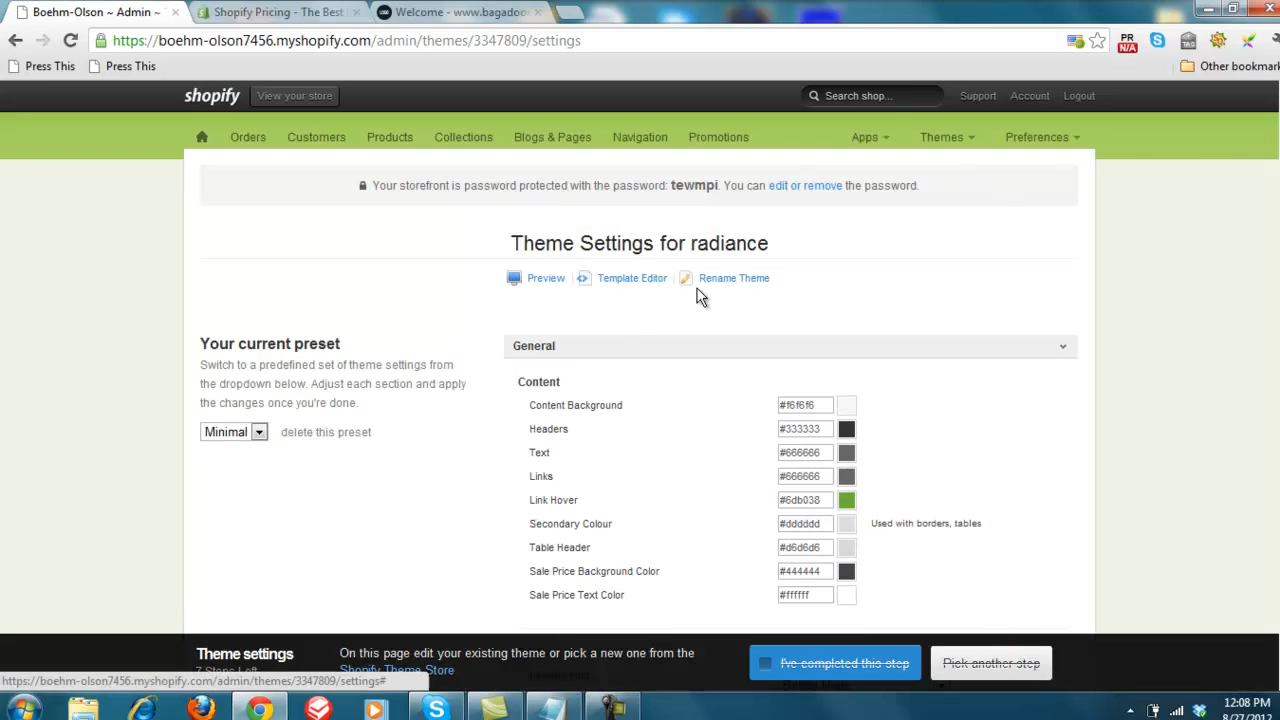 Boehm-Olson ~ Admin ~
Shopify Pricing - The Best
Welcome - www.bagadoo
https://boehm-olson7456.myshopify.com/admin/themes/3347809/settings
PR
N/A
TAG
Press This
Press This
Other bookmar
shopify
View your store
Search shop...
Support
Account
Logout
Orders
Customers
Products
Collections
Blogs & Pages
Navigation
Promotions
Apps
Themes
Preferences
Your storefront is password protected with the password: tewmpi. You can edit or remove the password.
Theme Settings for radiance
Preview
Template Editor
Rename Theme
Your current preset
Switch to a predefined set of theme settings from
the dropdown below. Adjust each section and apply
the changes once you're done.
Minimal
delete this preset
General
Content
Content Background
#f6f6f6
Headers
#333333
Text
#666666
Links
#666666
Link Hover
#6db038
Secondary Colour
#dddddd
Used with borders, tables
Table Header
#d6d6d6
Sale Price Background Color
#444444
Sale Price Text Color
#ffffff
Theme settings
7 Steps Left
On this page edit your existing theme or pick a new one from the
Shopify Theme Store
I've completed this step
Pick another step
https://boehm-olson7456.myshopify.com/admin/themes/3347809/settings#
12:08 PM